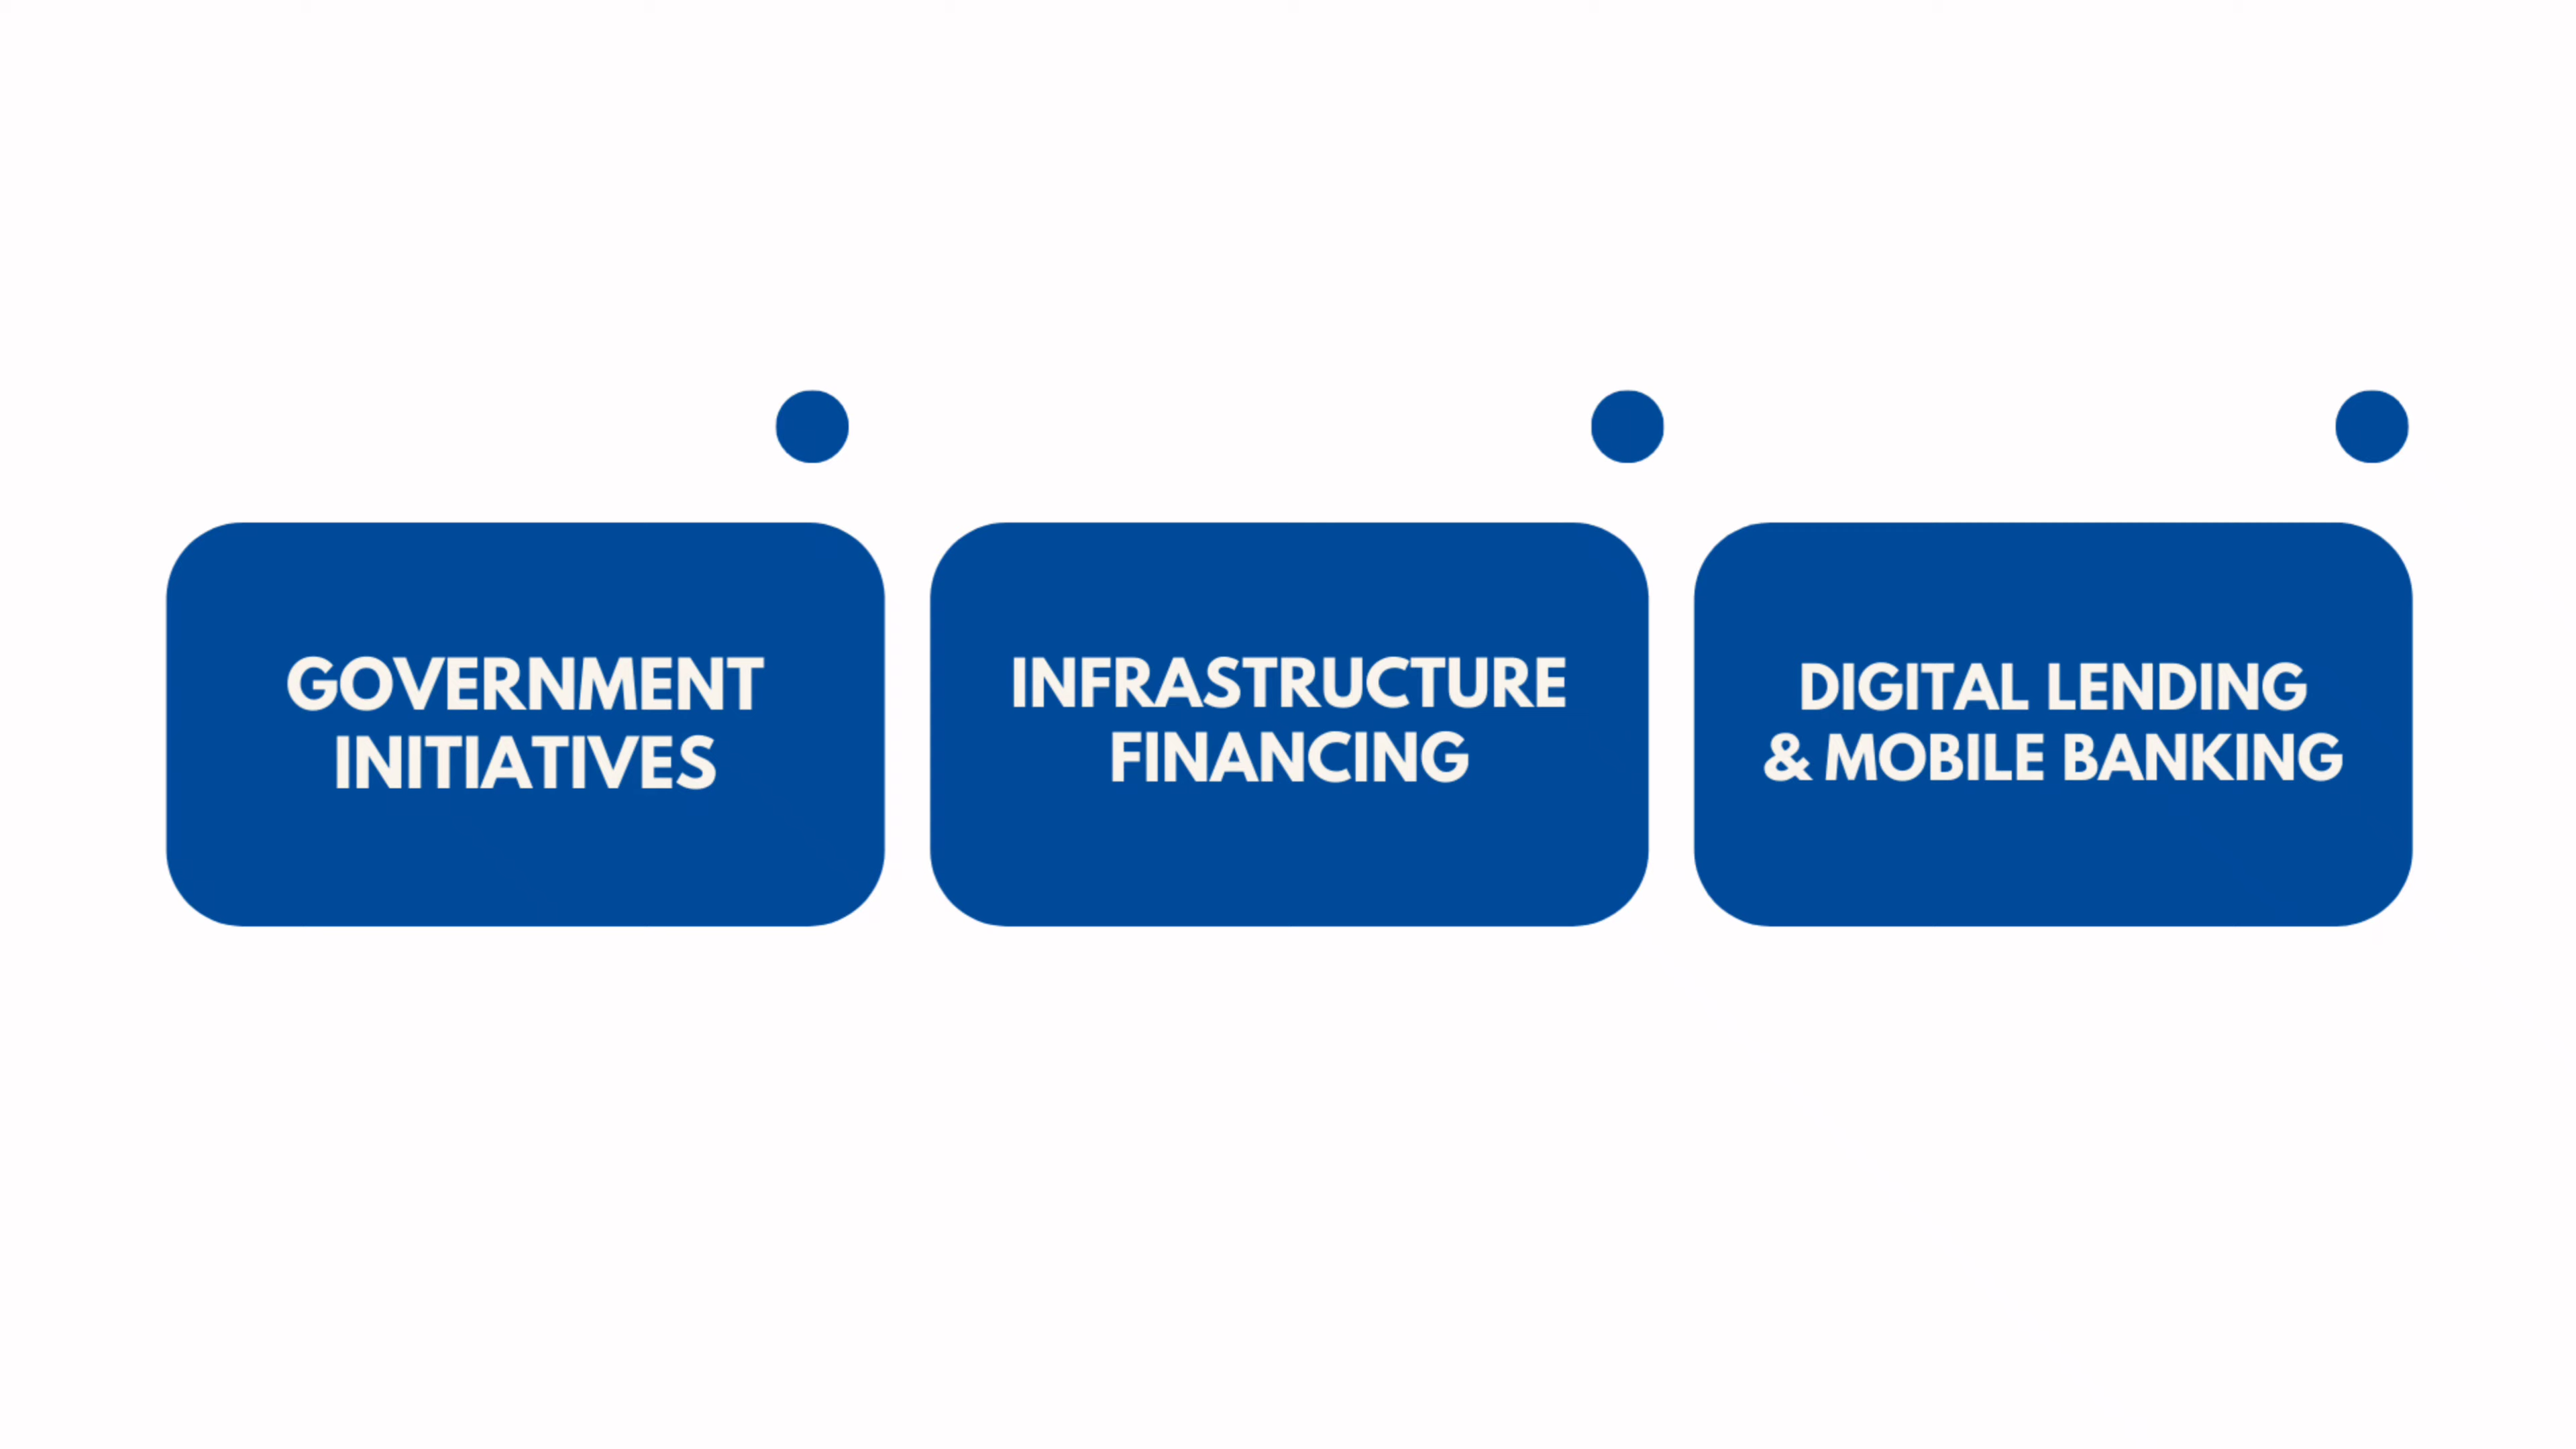 GOVERNMENT
INITIATIVES
INFRASTRUCTURE
FINANCING
DIGITAL LENDING
& MOBILE BANKING